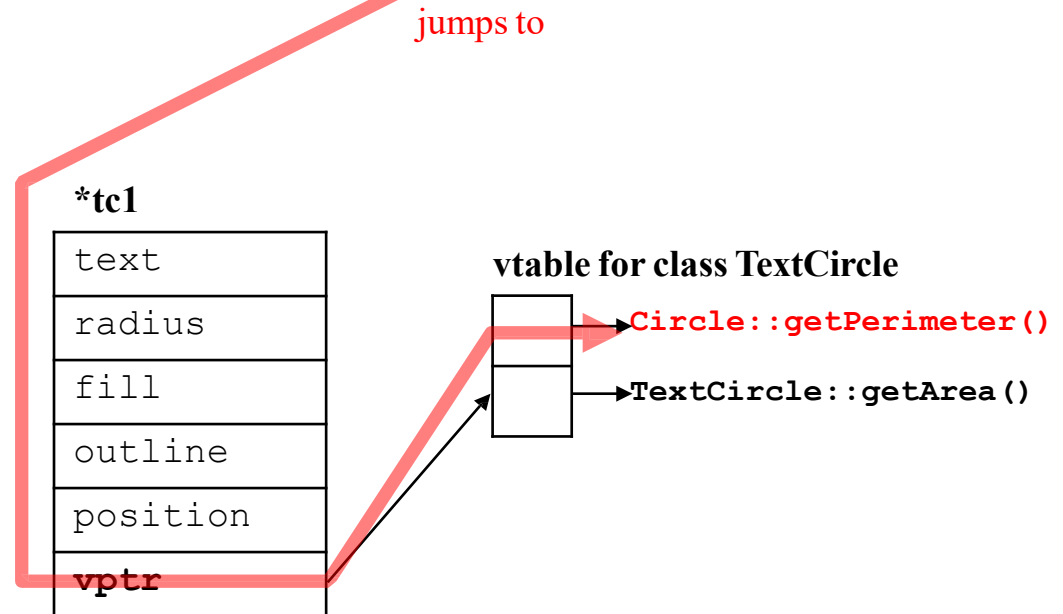 jumps to
*tc1
text
radius
fill
outline
position
vptr
vtable for class TextCircle
Circle::getPerimeter()
TextCircle::getArea()